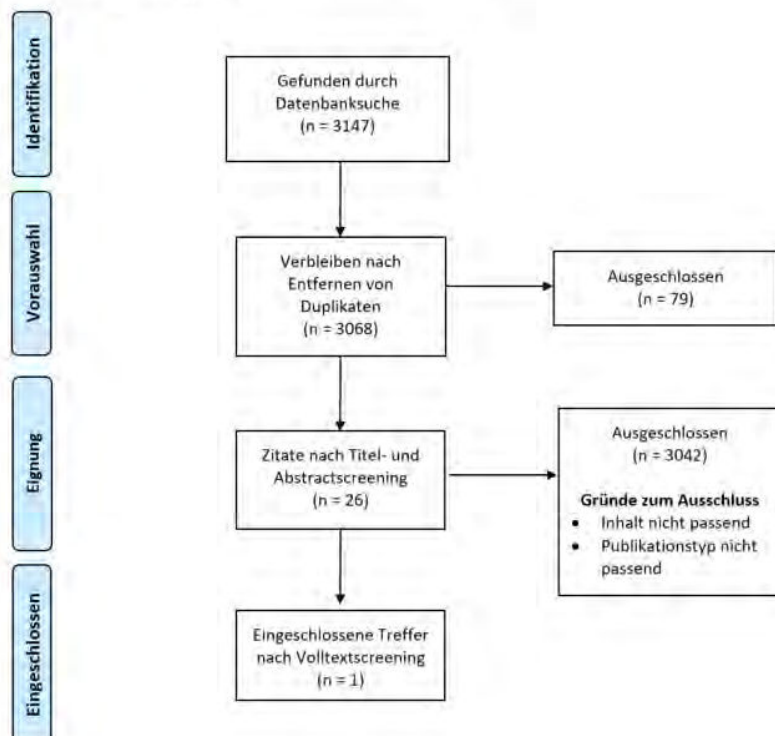 Identifikation
Gefunden durch
Datenbanksuche
(n = 3147)
Vorauswahl
Verbleiben nach
Entfernen von
Duplikaten
(n = 3068)
Ausgeschlossen
(n = 79)
Eignung
Zitate nach Titel- und
Abstractscreening
(n = 26)
Ausgeschlossen
(n = 3042)
Gründe zum Ausschluss
• Inhalt nicht passend
• Publikationstyp nicht
passend
Eingeschlossen
Eingeschlossene Treffer
nach Volltextscreening
(n = 1)